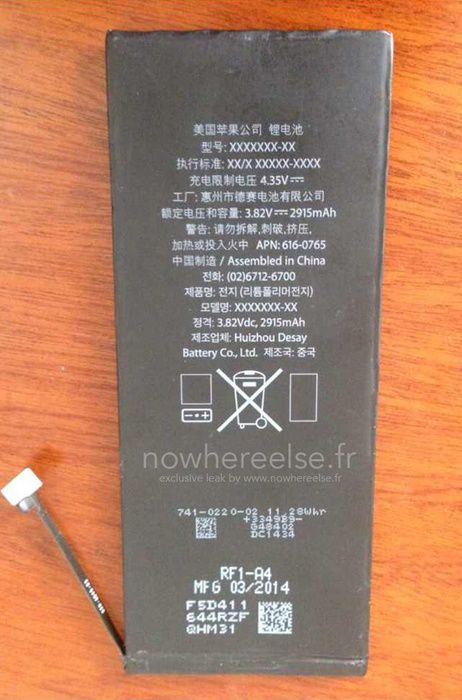 美国苹果公司 锂电池
型号: XXXXXXX-XX
执行标准: XX/X XXXXX-XXXX
充电限制电压 4.35V
工厂: 惠州市德赛电池有限公司
额定电压和容量: 3.82V 2915mAh
警告: 请勿拆解,刺破,挤压,
加热或投入火中 APN: 616-0765
中国制造 / Assembled in China
전화: (02)6712-6700
제품명: 전지 (리튬폴리머전지)
모델명: XXXXXXX-XX
정격: 3.82Vdc, 2915mAh
제조업체: Huizhou Desay
Battery Co., Ltd. 제조국: 중국
nowhereelse.fr
exclusive leak by www.nowhereelse.fr
741-0220-02 11.28Whr
+3349B9-
G48402
DC1434
RF1-A4
MFG 03/2014
F5D411
644RZF
QHM31